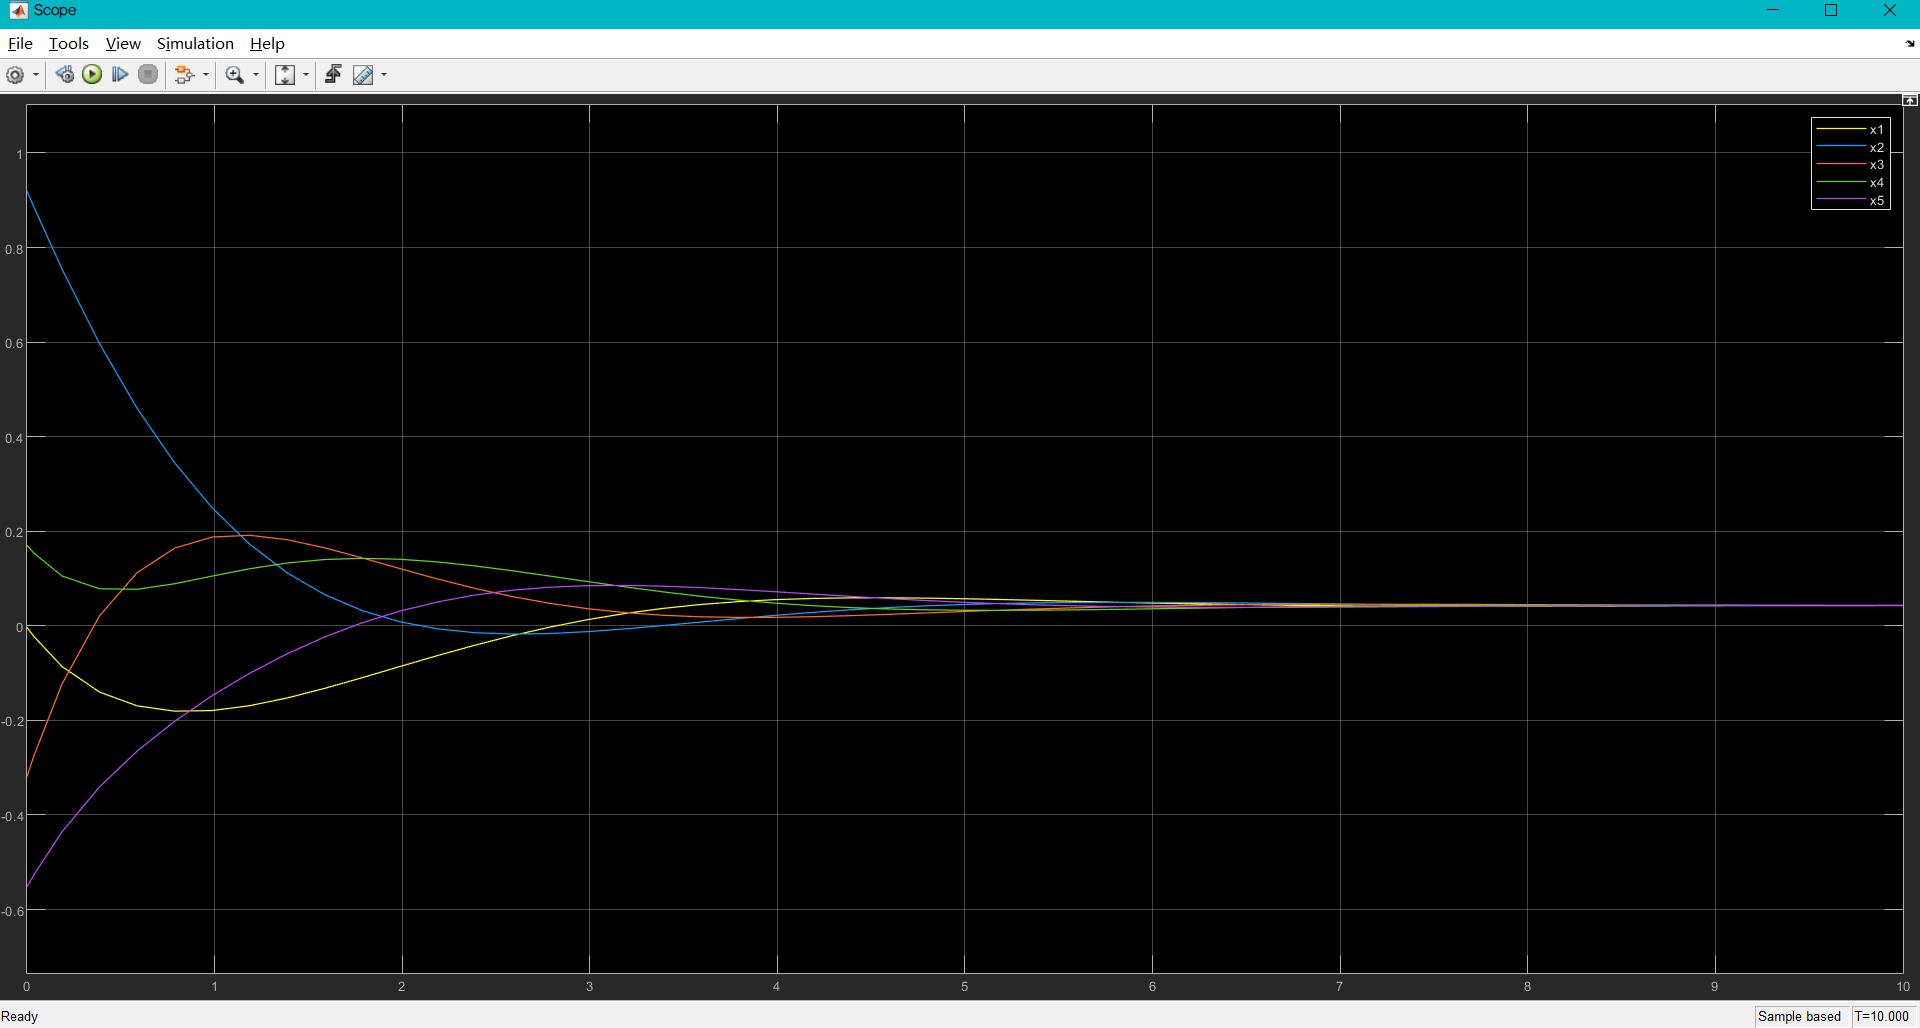 Scope
File Tools View Simulation Help
x1
x2
x3
x4
x5
1
0.8
0.6
0.4
0.2
0
-0.2
-0.4
-0.6
0 1 2 3 4 5 6 7 8 9 10
Ready Sample based T=10.000